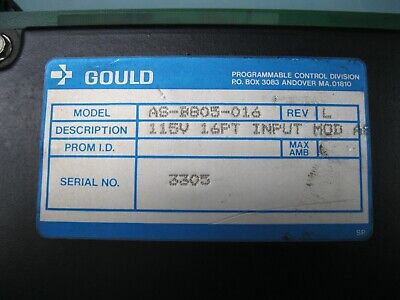 GOULD
PROGRAMMABLE CONTROL DIVISION
P.O. BOX 3083 ANDOVER MA. 01810
MODEL AS-B805-016 REV L
DESCRIPTION 115V 16PT INPUT MOD
PROM I.D. MAX AMB
SERIAL NO. 3305
SP